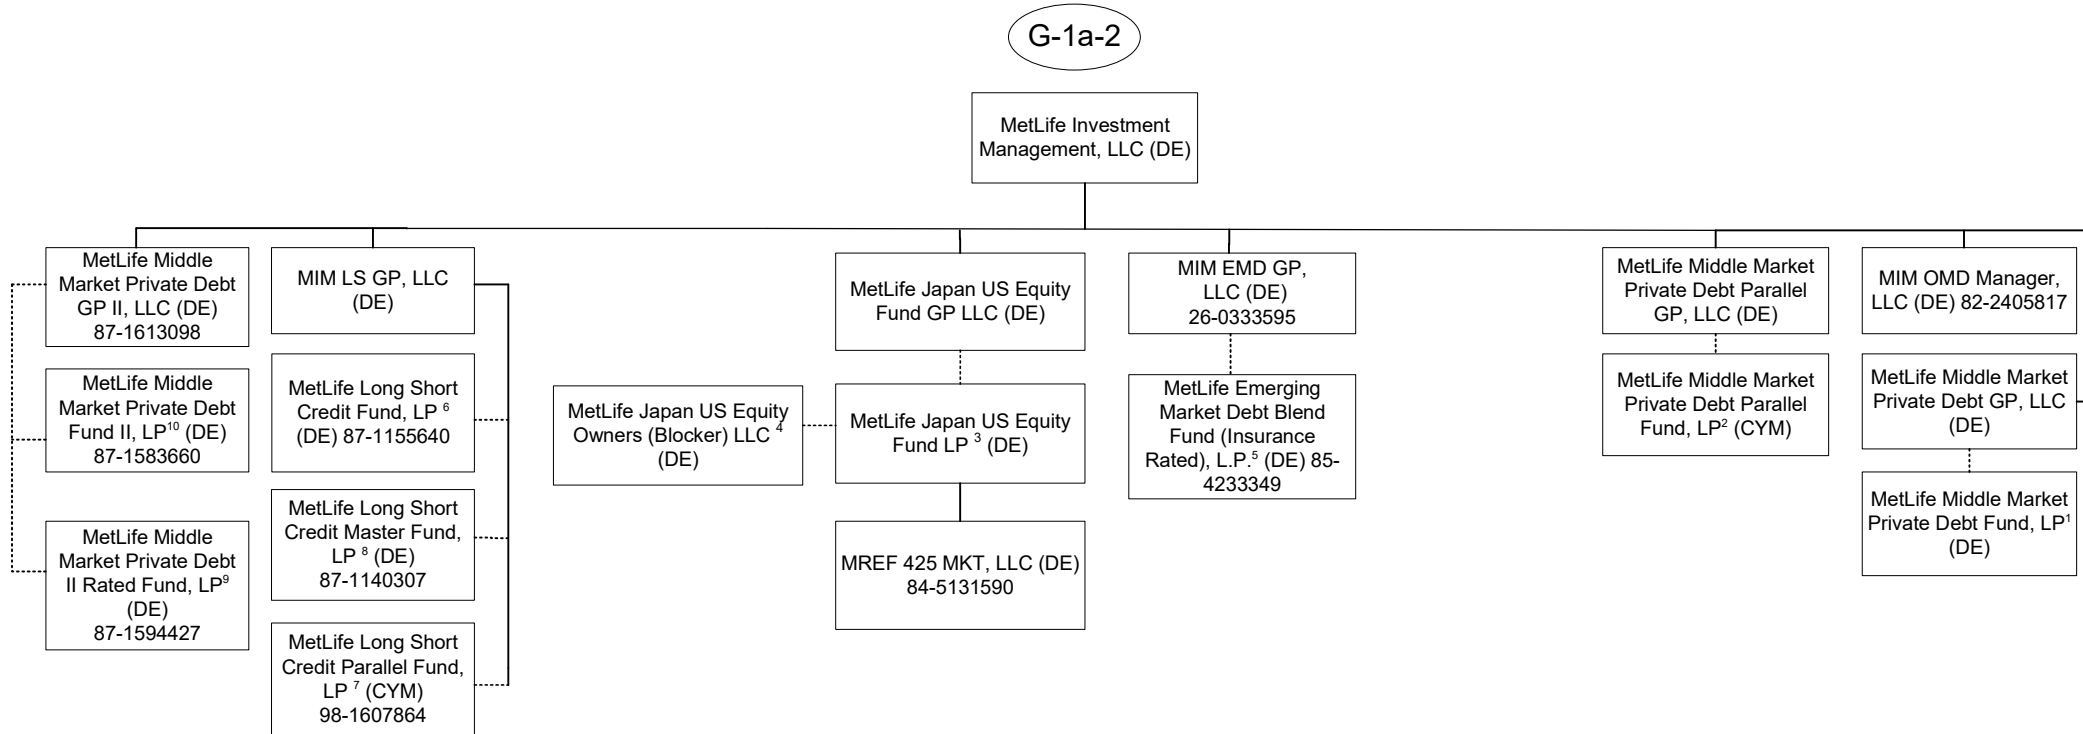 G-1a-2
MetLife Investment
Management, LLC (DE)
MetLife Middle
Market Private Debt
GP II, LLC (DE)
87-1613098
MetLife Middle
Market Private Debt
Fund II, LP¹⁰ (DE)
87-1583660
MetLife Middle
Market Private Debt
II Rated Fund, LP⁹
(DE)
87-1594427
MIM LS GP, LLC
(DE)
MetLife Long Short
Credit Fund, LP ⁶
(DE) 87-1155640
MetLife Long Short
Credit Master Fund,
LP ⁸ (DE)
87-1140307
MetLife Long Short
Credit Parallel Fund,
LP ⁷ (CYM)
98-1607864
MetLife Japan US Equity
Owners (Blocker) LLC ⁴
(DE)
MetLife Japan US Equity
Fund GP LLC (DE)
MetLife Japan US Equity
Fund LP ³ (DE)
MREF 425 MKT, LLC (DE)
84-5131590
MIM EMD GP,
LLC (DE)
26-0333595
MetLife Emerging
Market Debt Blend
Fund (Insurance
Rated), L.P.⁵ (DE) 85-
4233349
MetLife Middle Market
Private Debt Parallel
GP, LLC (DE)
MetLife Middle Market
Private Debt Parallel
Fund, LP² (CYM)
MIM OMD Manager,
LLC (DE) 82-2405817
MetLife Middle Market
Private Debt GP, LLC
(DE)
MetLife Middle Market
Private Debt Fund, LP¹
(DE)